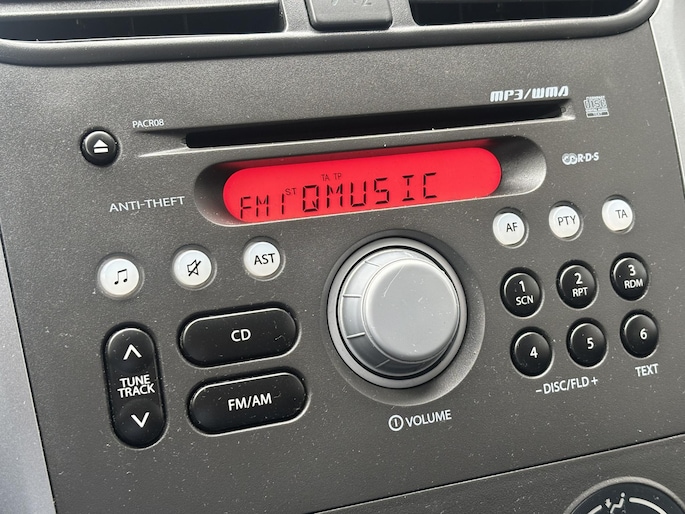 MP3/WMA
PACR08
R·D·S
ANTI-THEFT
TA TP
FM1 ST QMUSIC
AST
AF
PTY
TA
1
SCN
2
RPT
3
RDM
CD
TUNE
TRACK
FM/AM
4
5
6
– DISC/FLD +
TEXT
VOLUME